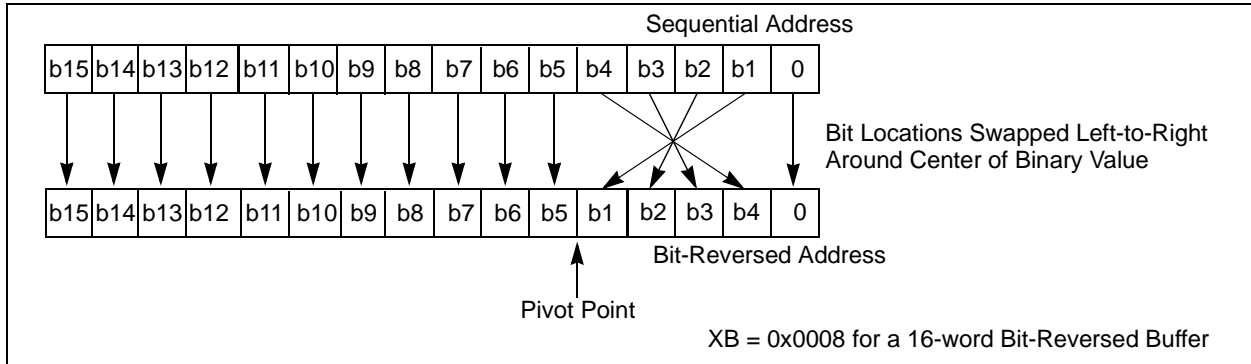 Sequential Address
b15 b14 b13 b12 b11 b10 b9 b8 b7 b6 b5 b4 b3 b2 b1 0
Bit Locations Swapped Left-to-Right
Around Center of Binary Value
b15 b14 b13 b12 b11 b10 b9 b8 b7 b6 b5 b1 b2 b3 b4 0
Bit-Reversed Address
Pivot Point
XB = 0x0008 for a 16-word Bit-Reversed Buffer